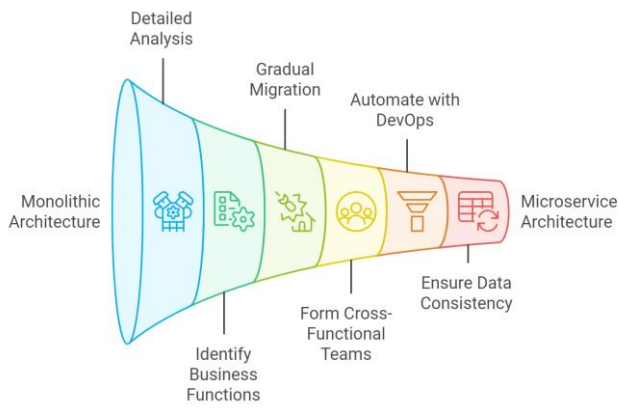 Detailed
Analysis
Gradual
Migration
Automate with
DevOps
Monolithic
Architecture
Microservice
Architecture
Identify
Business
Functions
Form Cross-
Functional
Teams
Ensure Data
Consistency